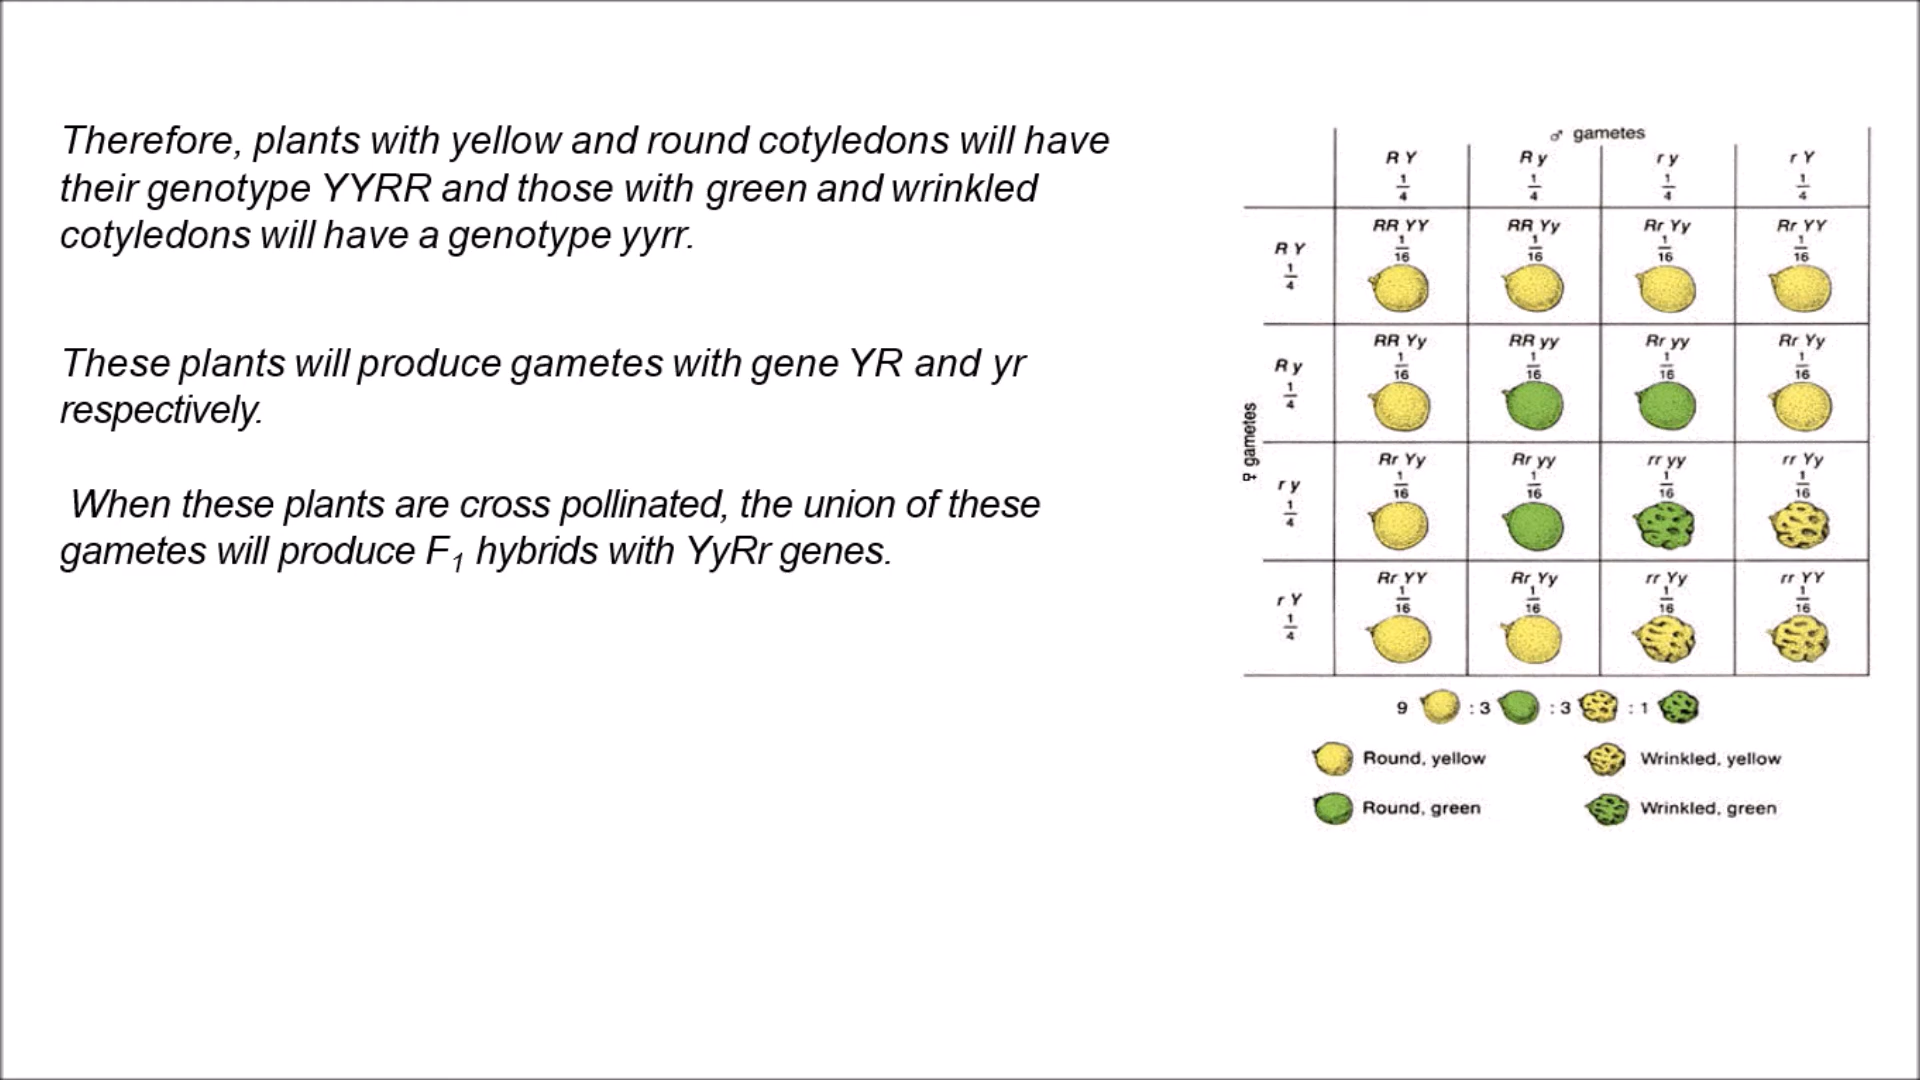 Therefore, plants with yellow and round cotyledons will have
their genotype YYRR and those with green and wrinkled
cotyledons will have a genotype yyrr.
These plants will produce gametes with gene YR and yr
respectively.
When these plants are cross pollinated, the union of these
gametes will produce F1 hybrids with YyRr genes.
♂ gametes
R Y R y r y r Y
1/4 1/4 1/4 1/4
♀ gametes
R Y 1/4
RR YY RR Yy Rr Yy Rr YY
1/16 1/16 1/16 1/16
R y 1/4
RR Yy RR yy Rr yy Rr Yy
1/16 1/16 1/16 1/16
r y 1/4
Rr Yy Rr yy rr yy rr Yy
1/16 1/16 1/16 1/16
r Y 1/4
Rr YY Rr Yy rr Yy rr YY
1/16 1/16 1/16 1/16
9 : 3 : 3 : 1
Round, yellow Wrinkled, yellow
Round, green Wrinkled, green